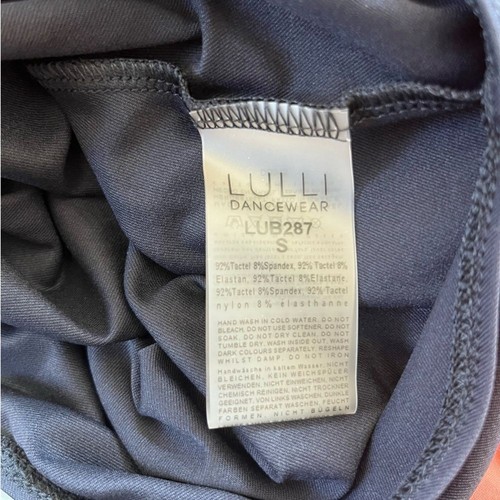 LULLI
DANCEWEAR
LUB287
S
92%Tactel 8%Spandex, 92% Tactel 8%
Elastan, 92%Tactel 8%Elastane,
92%Tactel 8%Spandex, 92%Tactel
nylon 8% élasthanne
HAND WASH IN COLD WATER. DO NOT
BLEACH, DO NOT USE SOFTENER, DO NOT
SOAK. DO NOT DRY CLEAN. DO NOT
TUMBLE DRY. WASH INSIDE OUT, WASH
DARK COLOURS SEPARATELY. RESHAPE
WHILST DAMP. DO NOT IRON
Handwäsche in kaltem Wasser, NICHT
BLEICHEN, KEIN WEICHSPÜLER
VERWENDEN, NICHT EINWEICHEN, NICHT
CHEMISCH REINIGEN, NICHT TROCKNER
GEEIGNET. VON LINKS WASCHEN, DUNKLE
FARBEN SEPARAT WASCHEN, FEUCHT
FORMEN, NICHT BÜGELN